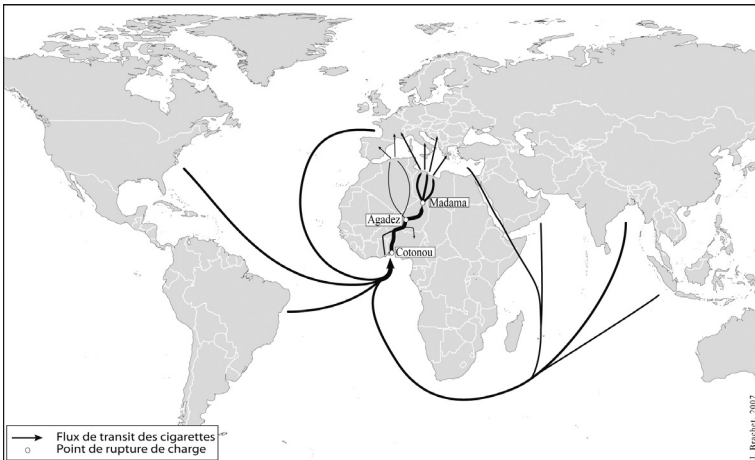 Madama
Agadez
Cotonou
Flux de transit des cigarettes
Point de rupture de charge
J. Brachet, 2007